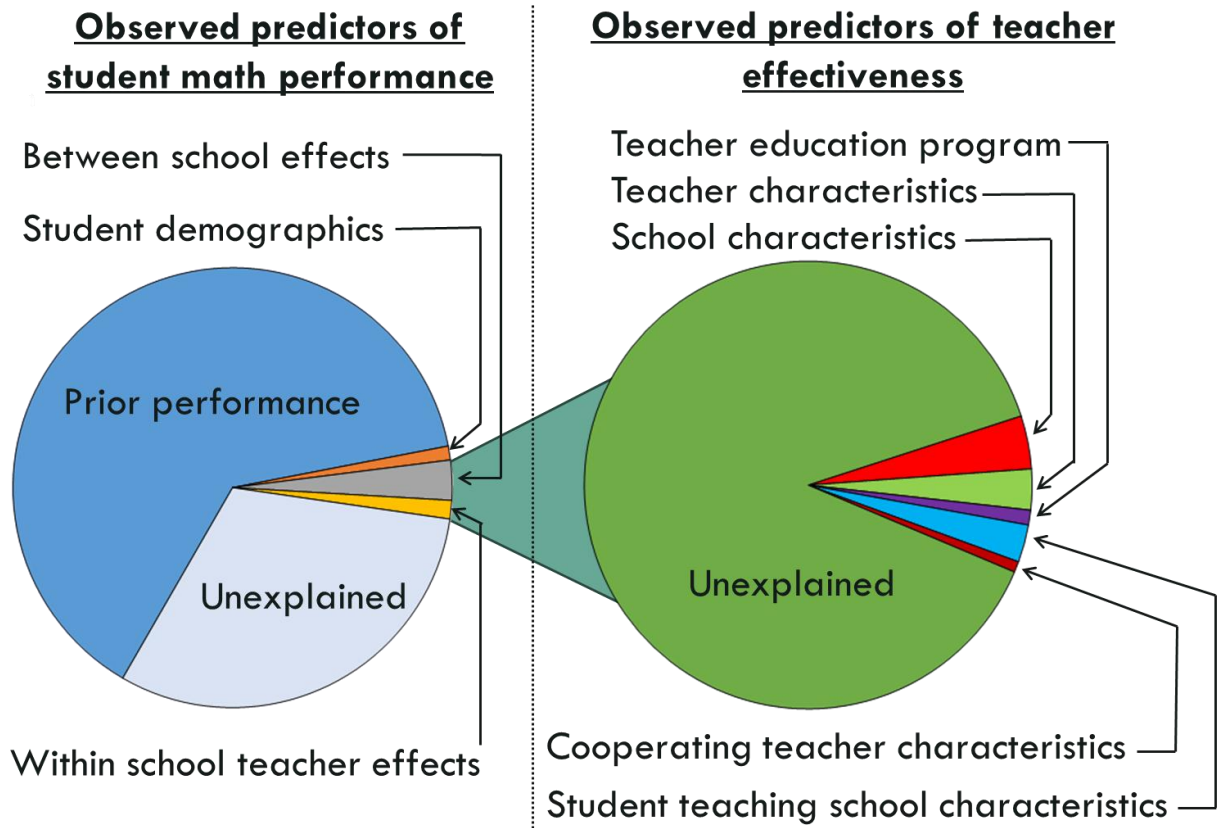 Observed predictors of
student math performance
Between school effects
Student demographics
Prior performance
Unexplained
Within school teacher effects
Observed predictors of teacher
effectiveness
Teacher education program
Teacher characteristics
School characteristics
Unexplained
Cooperating teacher characteristics
Student teaching school characteristics